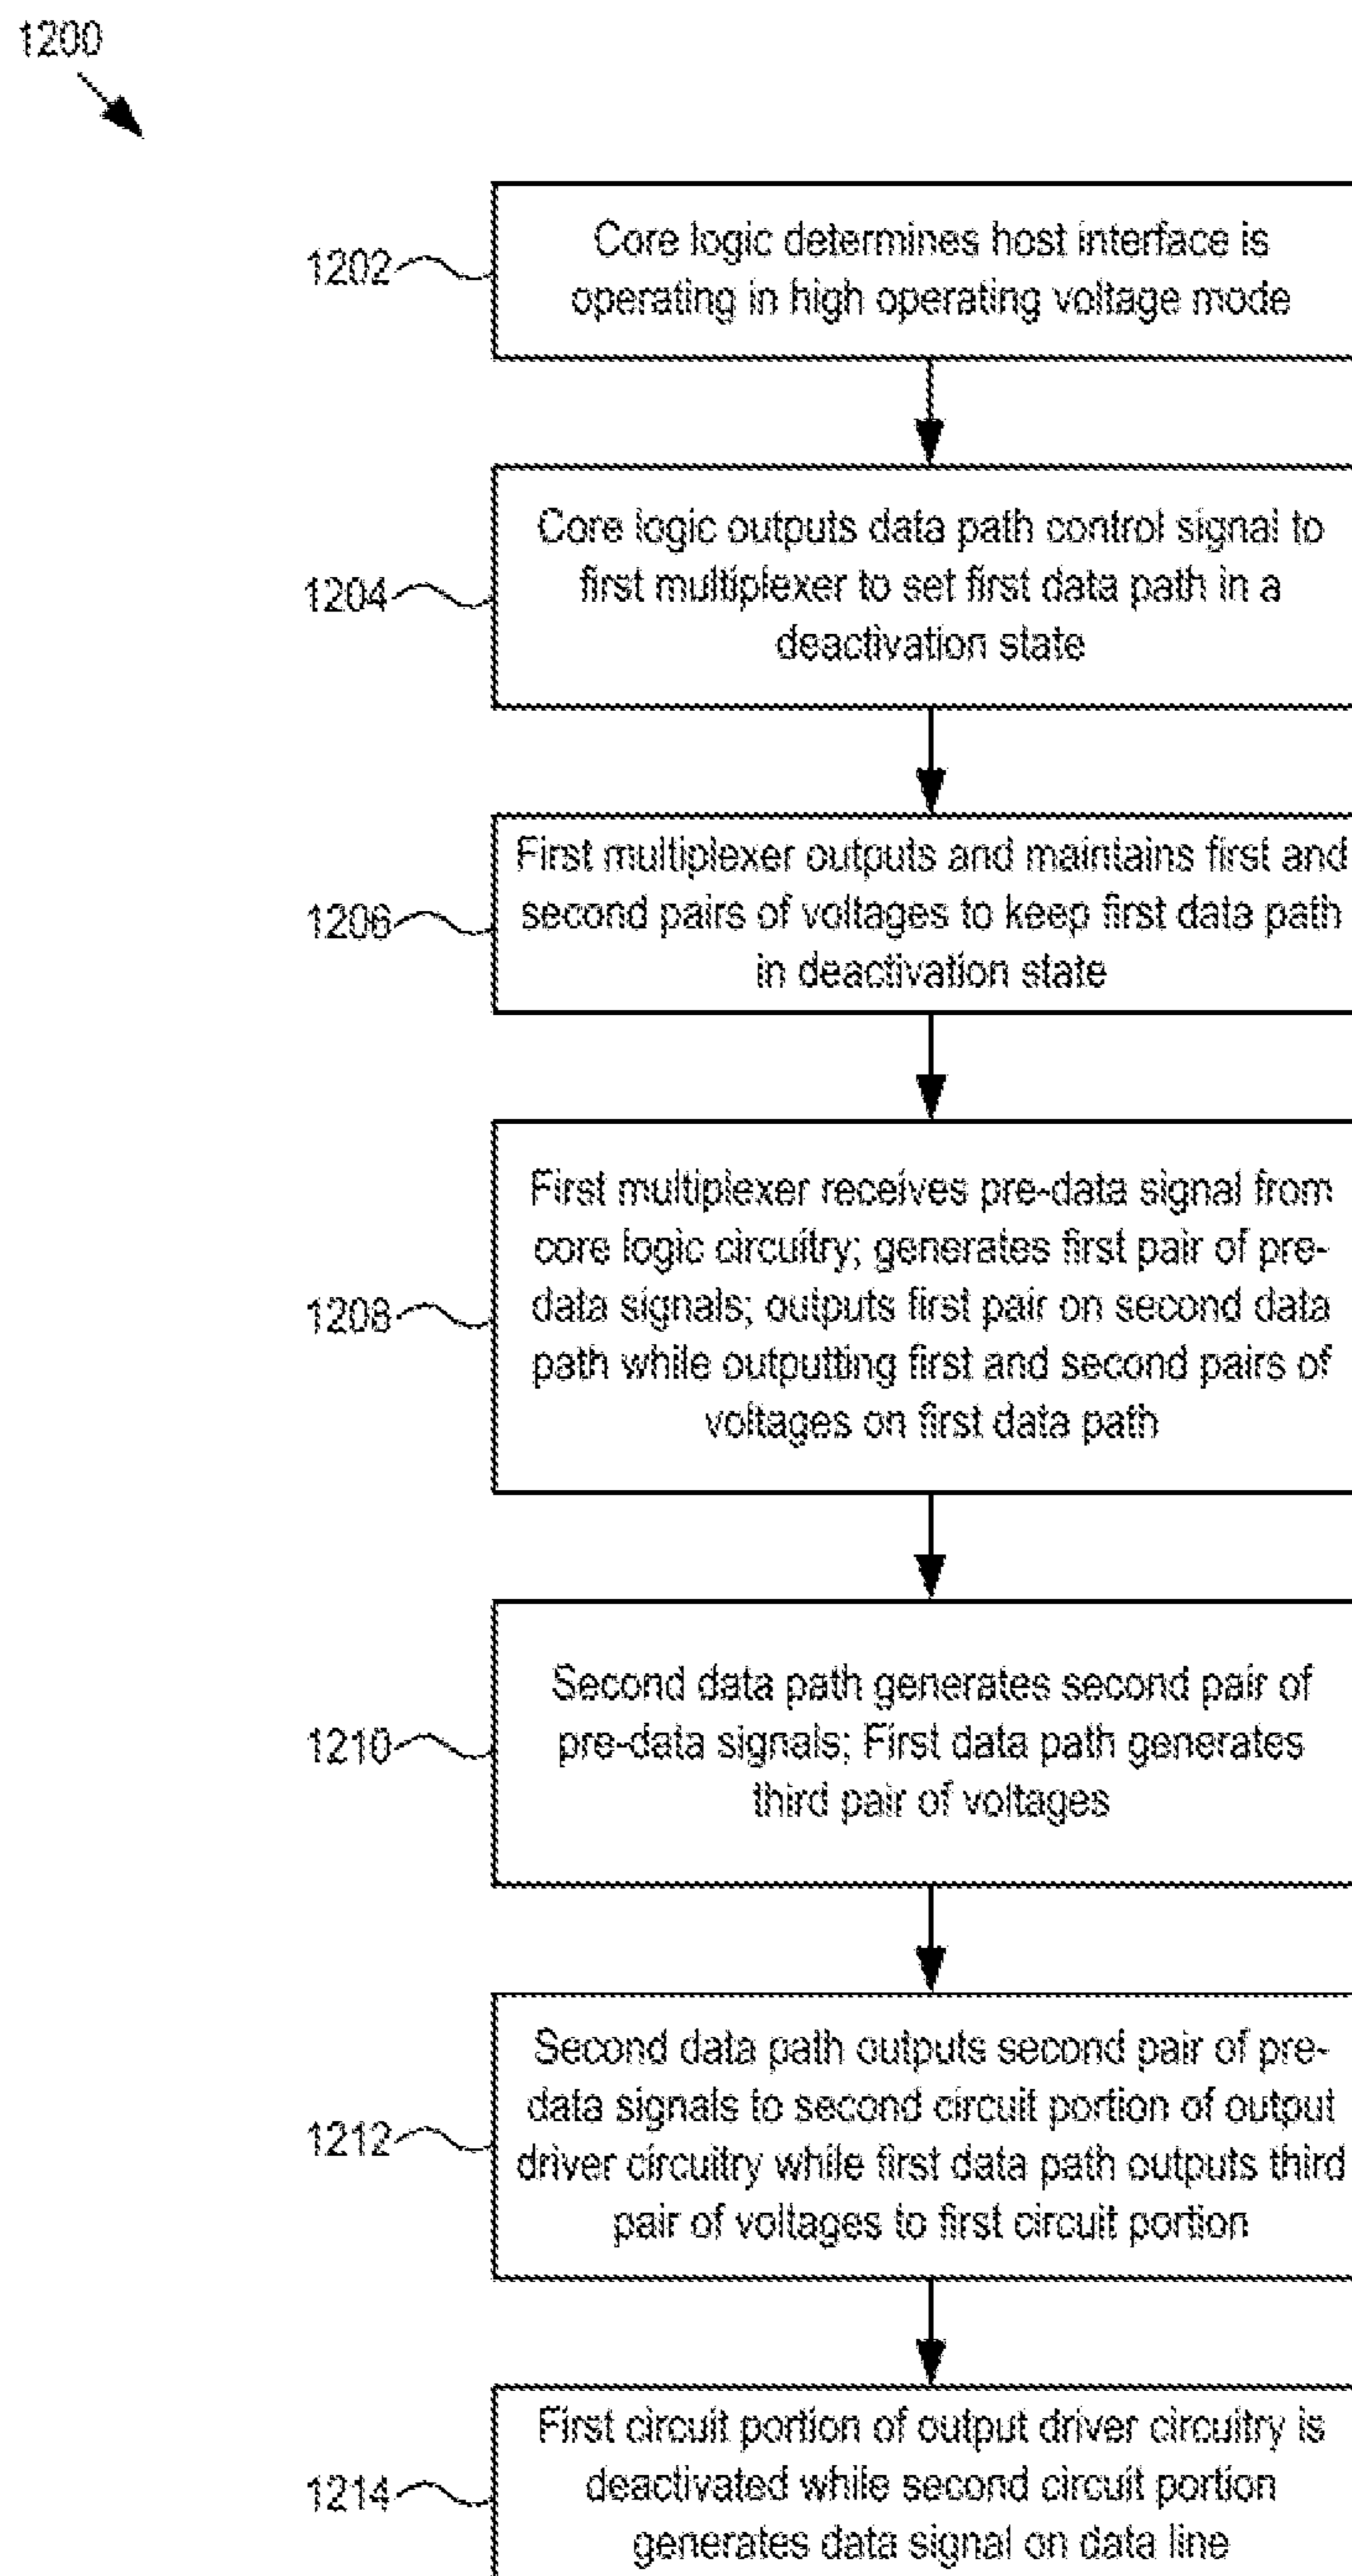 1200
1202
Core logic determines host interface is
operating in high operating voltage mode
1204
Core logic outputs data path control signal to
first multiplexer to set first data path in a
deactivation state
1206
First multiplexer outputs and maintains first and
second pairs of voltages to keep first data path
in deactivation state
1208
First multiplexer receives pre-data signal from
core logic circuitry; generates first pair of pre-
data signals; outputs first pair on second data
path while outputting first and second pairs of
voltages on first data path
1210
Second data path generates second pair of
pre-data signals; First data path generates
third pair of voltages
1212
Second data path outputs second pair of pre-
data signals to second circuit portion of output
driver circuitry while first data path outputs third
pair of voltages to first circuit portion
1214
First circuit portion of output driver circuitry is
deactivated while second circuit portion
generates data signal on data line